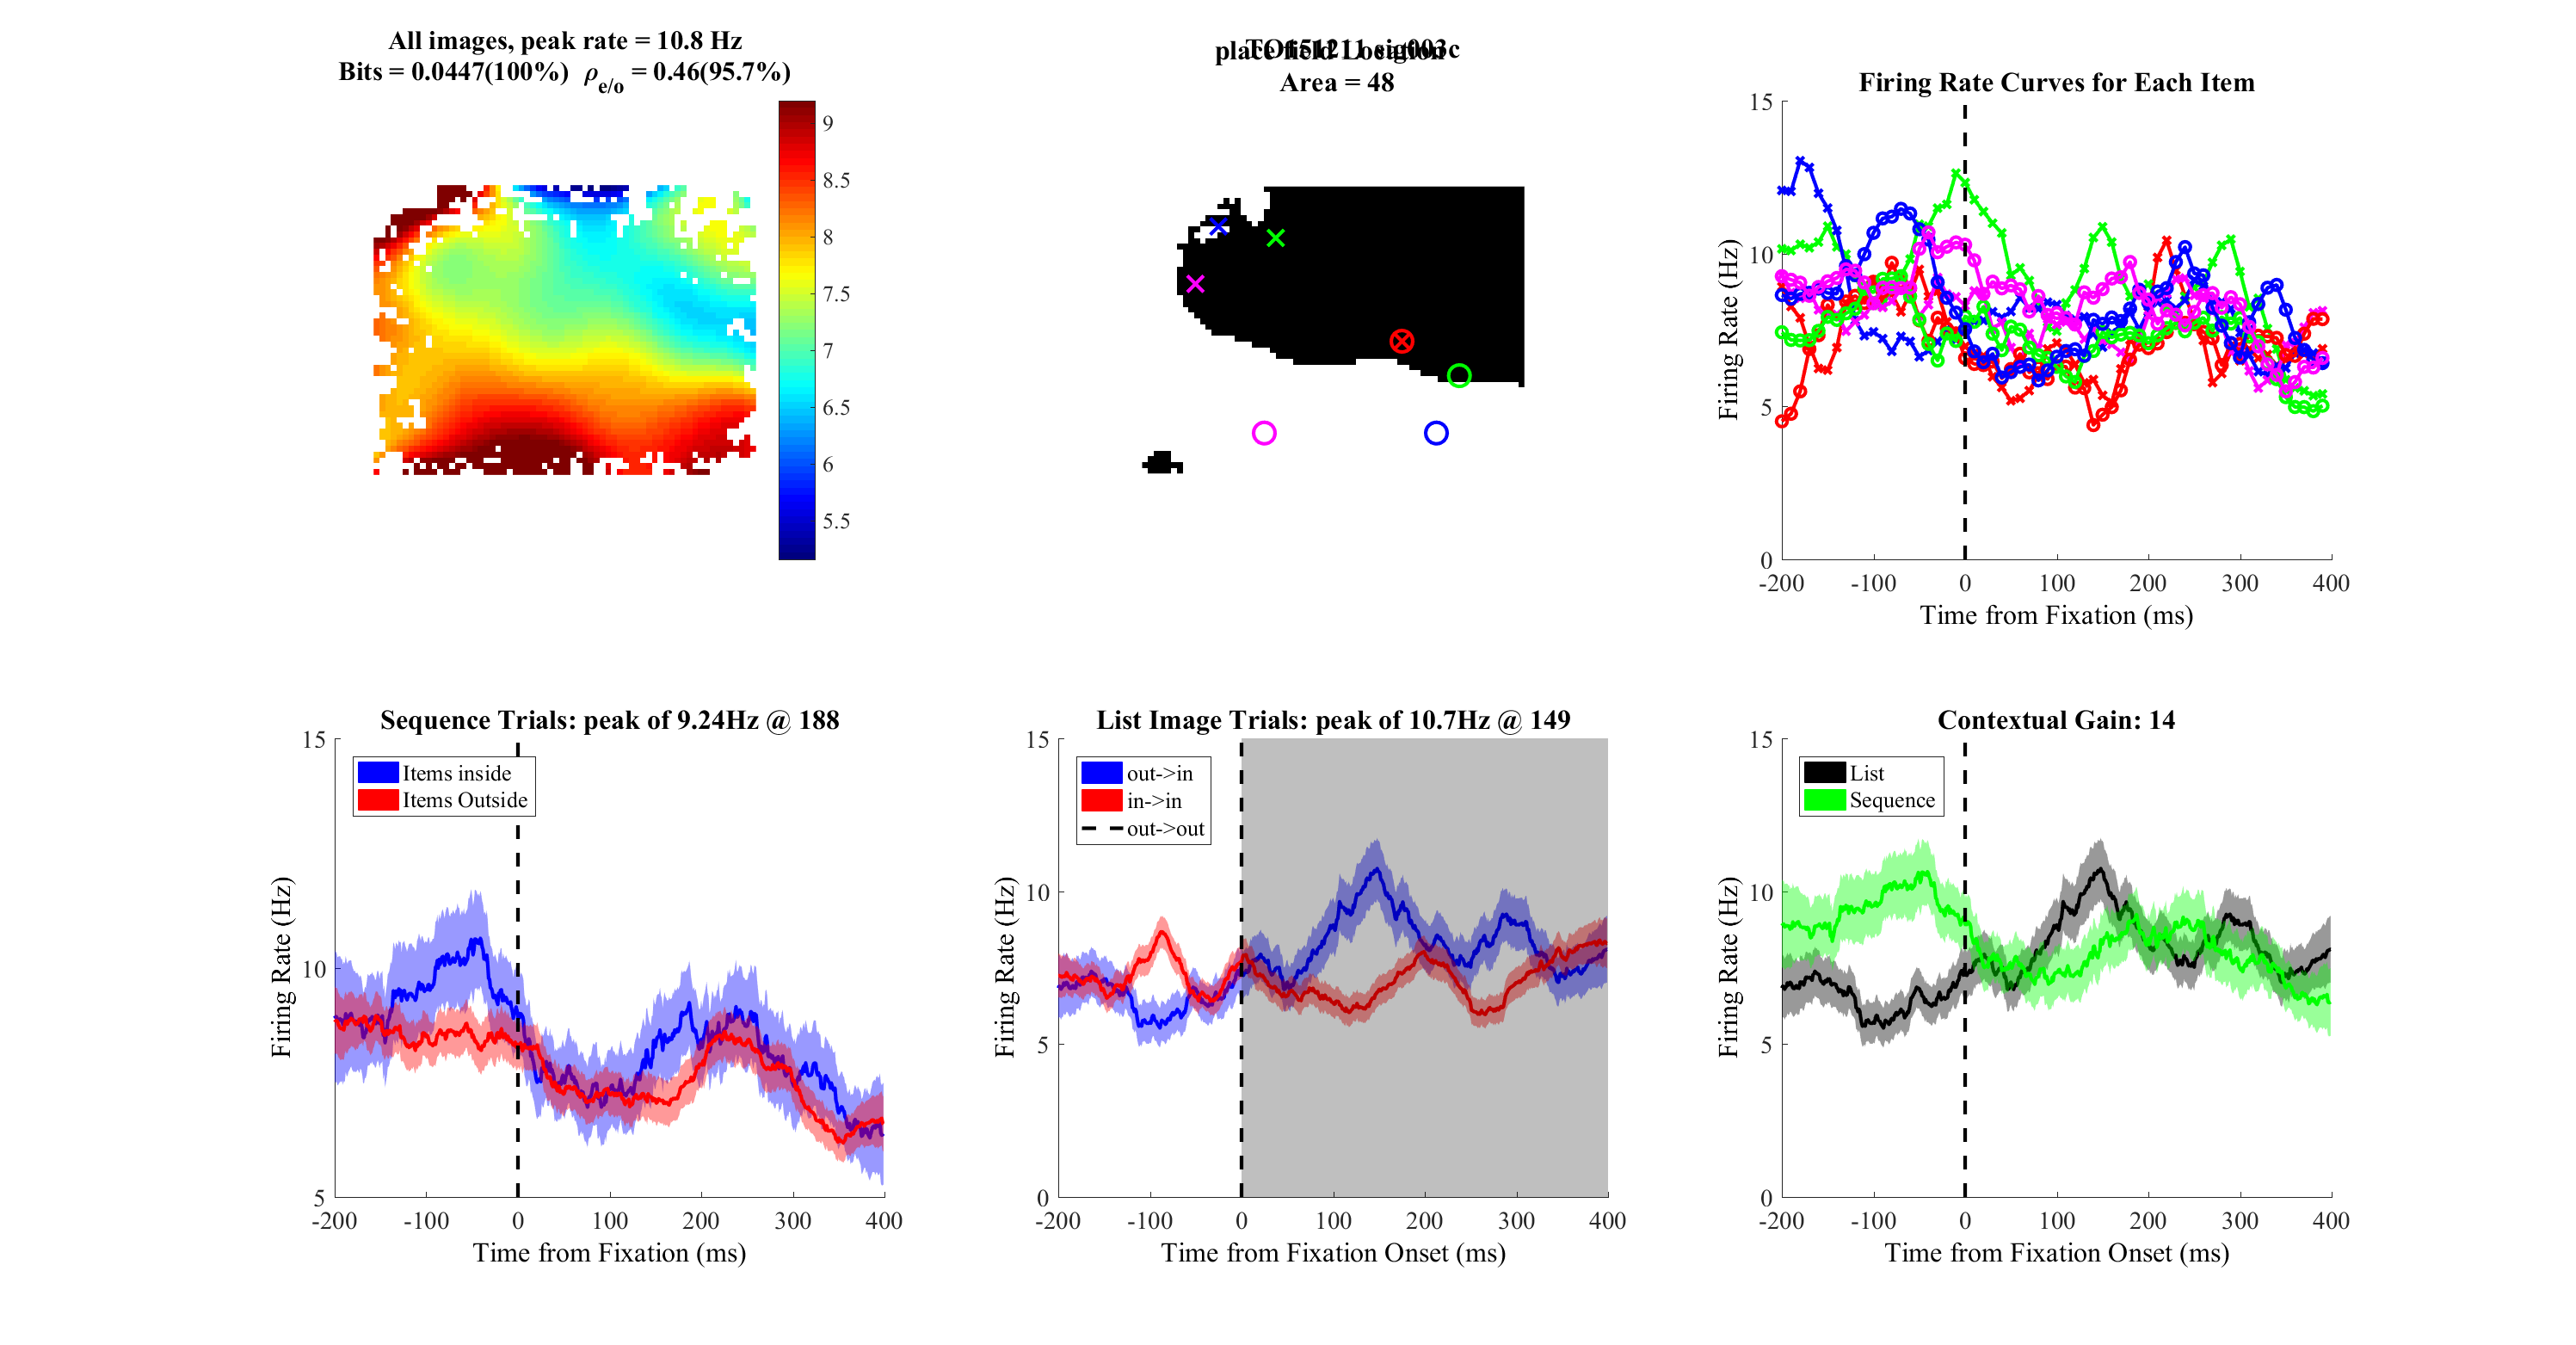 All images, peak rate = 10.8 Hz
Bits = 0.0447(100%) ρe/o = 0.46(95.7%)
9
8.5
8
7.5
7
6.5
6
5.5
place field Location
Area = 48
Firing Rate Curves for Each Item
15
10
5
0
Firing Rate (Hz)
-200 -100 0 100 200 300 400
Time from Fixation (ms)
Sequence Trials: peak of 9.24Hz @ 188
Items inside
Items Outside
15
10
5
Firing Rate (Hz)
-200 -100 0 100 200 300 400
Time from Fixation (ms)
List Image Trials: peak of 10.7Hz @ 149
out->in
in->in
out->out
15
10
5
0
Firing Rate (Hz)
-200 -100 0 100 200 300 400
Time from Fixation Onset (ms)
Contextual Gain: 14
List
Sequence
15
10
5
0
Firing Rate (Hz)
-200 -100 0 100 200 300 400
Time from Fixation Onset (ms)